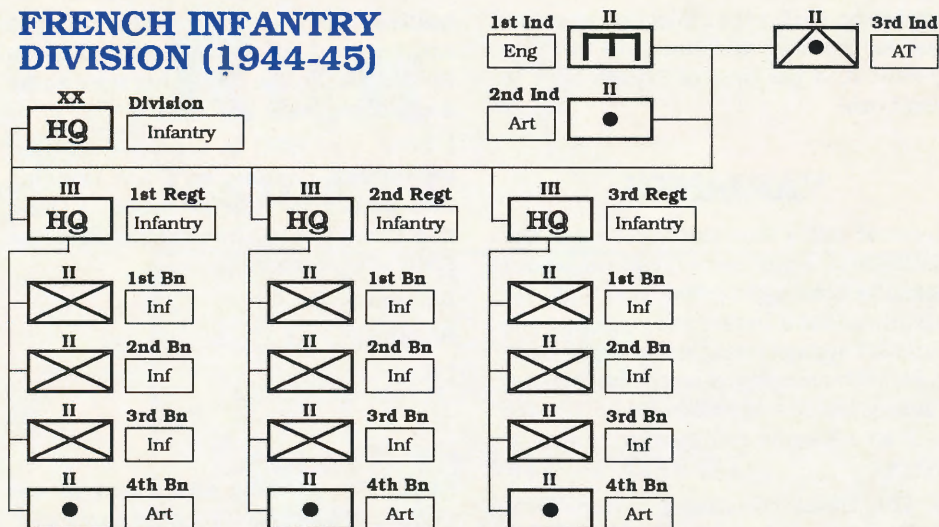 FRENCH INFANTRY
DIVISION (1944-45)
1st Ind
II
Eng
II
3rd Ind
AT
2nd Ind
II
Art
XX
HQ
Division
Infantry
III
HQ
1st Regt
Infantry
III
HQ
2nd Regt
Infantry
III
HQ
3rd Regt
Infantry
II
1st Bn
Inf
II
1st Bn
Inf
II
1st Bn
Inf
II
2nd Bn
Inf
II
2nd Bn
Inf
II
2nd Bn
Inf
II
3rd Bn
Inf
II
3rd Bn
Inf
II
3rd Bn
Inf
II
4th Bn
Art
II
4th Bn
Art
II
4th Bn
Art